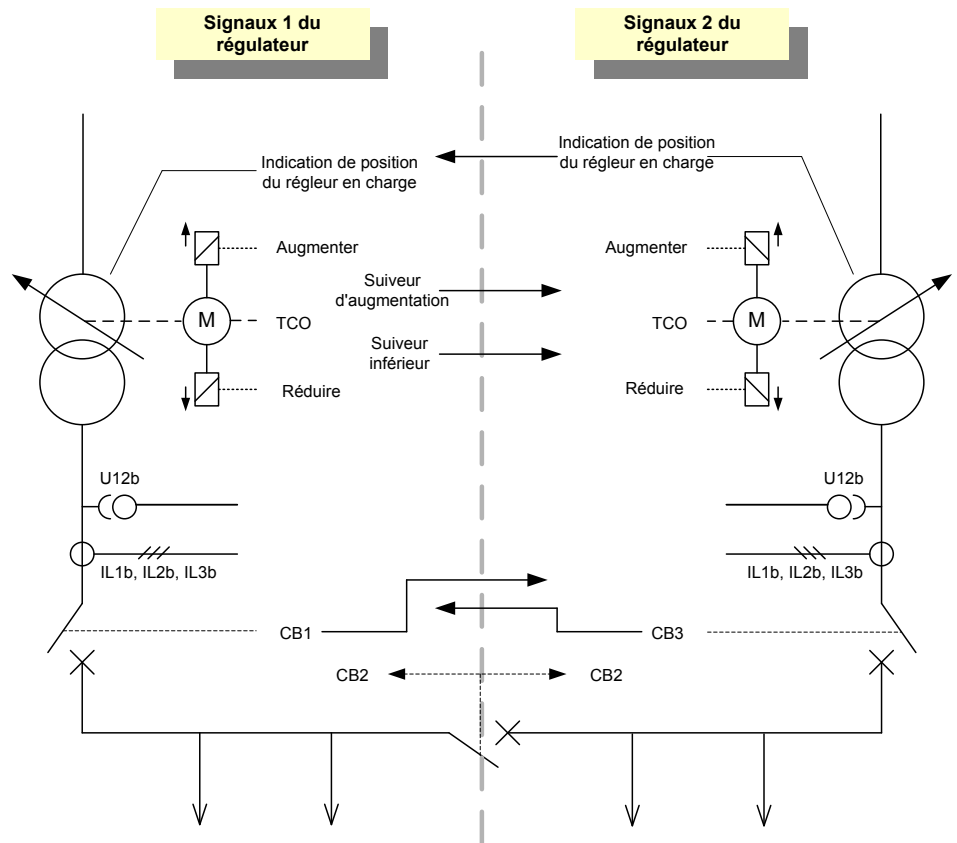 Signaux 1 du
régulateur
Signaux 2 du
régulateur
Indication de position
du régleur en charge
Indication de position
du régleur en charge
Augmenter
Augmenter
Suiveur
d'augmentation
M
TCO
TCO
M
Suiveur
inférieur
Réduire
Réduire
U12b
U12b
IL1b, IL2b, IL3b
IL1b, IL2b, IL3b
CB1
CB3
CB2
CB2